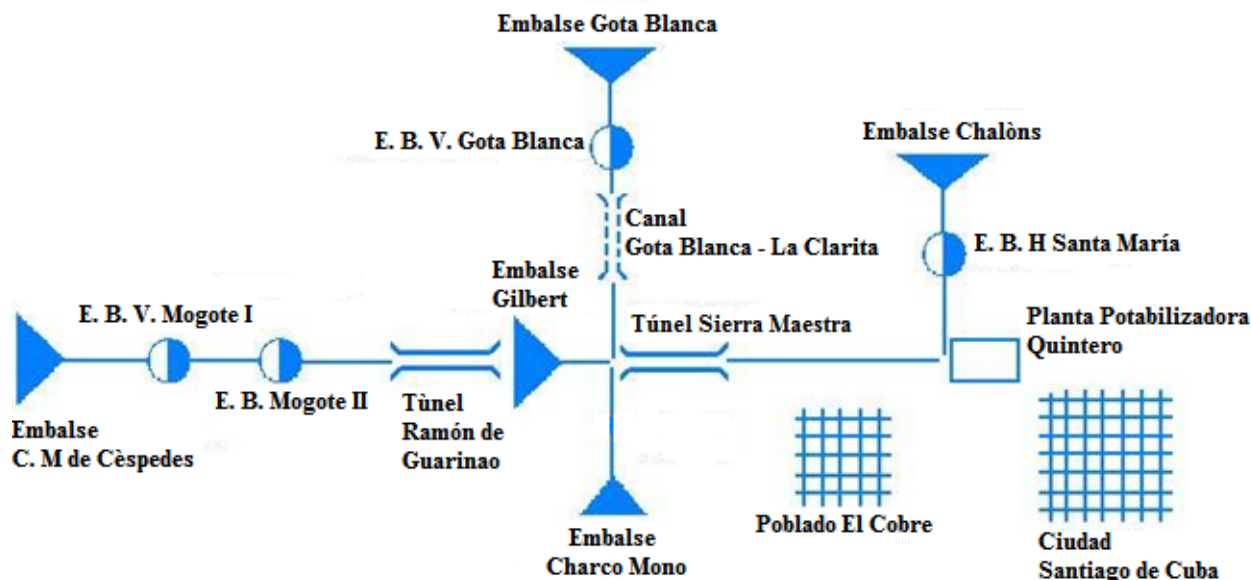 Embalse Gota Blanca
E. B. V. Gota Blanca
Embalse Chalòns
Canal
Gota Blanca - La Clarita
E. B. H Santa María
Embalse
Gilbert
E. B. V. Mogote I
Túnel Sierra Maestra
Planta Potabilizadora
Quintero
E. B. Mogote II
Tùnel
Ramón de
Guarinao
Embalse
C. M de Cèspedes
Poblado El Cobre
Embalse
Charco Mono
Ciudad
Santiago de Cuba